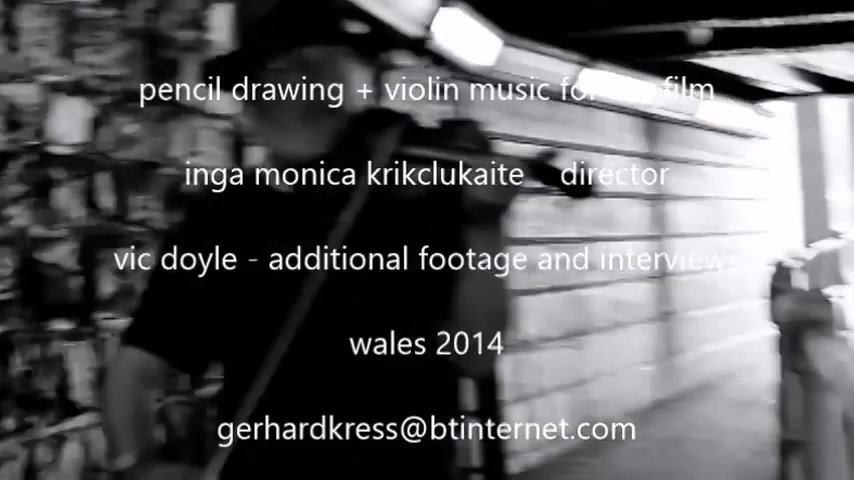 pencil drawing + violin music for film
inga monica krikclukaite director
vic doyle - additional footage and interviews
wales 2014
gerhardkress@btinternet.com